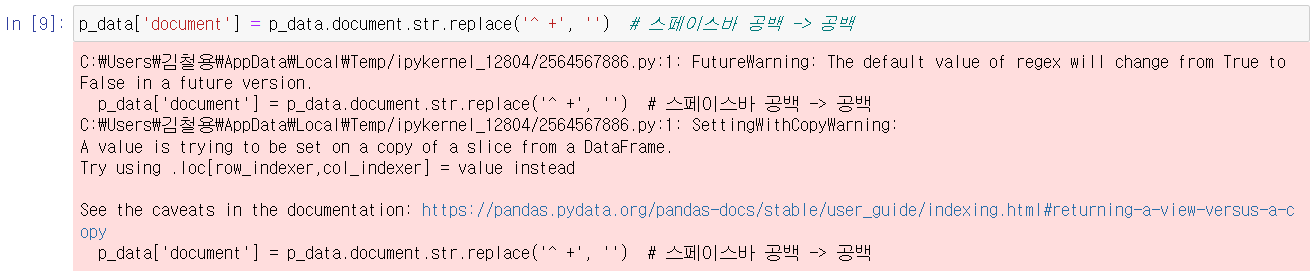 In [9]: p_data['document'] = p_data.document.str.replace('^ +', '')  # 스페이스바 공백 -> 공백
C:₩Users₩김철용₩AppData₩Local₩Temp/ipykernel_12804/2564567886.py:1: FutureWarning: The default value of regex will change from True to
False in a future version.
  p_data['document'] = p_data.document.str.replace('^ +', '')  # 스페이스바 공백 -> 공백
C:₩Users₩김철용₩AppData₩Local₩Temp/ipykernel_12804/2564567886.py:1: SettingWithCopyWarning:
A value is trying to be set on a copy of a slice from a DataFrame.
Try using .loc[row_indexer,col_indexer] = value instead
See the caveats in the documentation: https://pandas.pydata.org/pandas-docs/stable/user_guide/indexing.html#returning-a-view-versus-a-c
opy
  p_data['document'] = p_data.document.str.replace('^ +', '')  # 스페이스바 공백 -> 공백